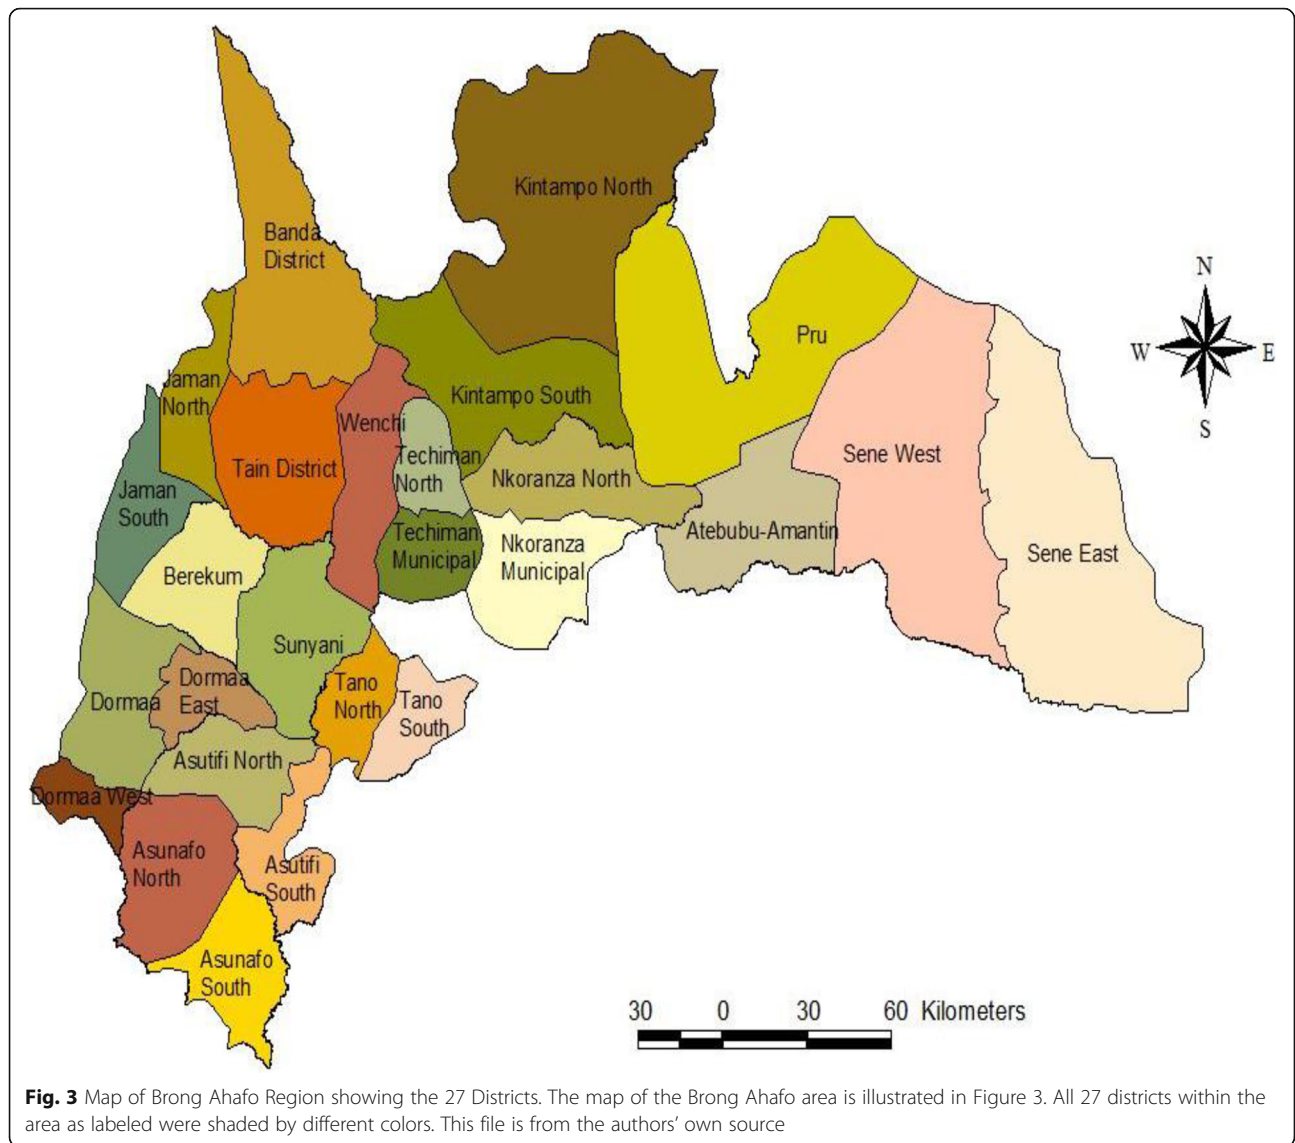 Kintampo North
Banda
District
N
W E
S
Pru
Jaman
North
Kintampo South
Wenchi
Tain District
Techiman
North
Nkoranza North
Sene West
Jaman
South
Techiman
Municipal
Nkoranza
Municipal
Atebubu-Amantin
Sene East
Berekum
Sunyani
Dormaa
East
Dormaa
Tano
North
Tano
South
Asutifi North
Dormaa West
Asunafo
North
Asutifi
South
Asunafo
South
30 0 30 60 Kilometers
Fig. 3 Map of Brong Ahafo Region showing the 27 Districts. The map of the Brong Ahafo area is illustrated in Figure 3. All 27 districts within the
area as labeled were shaded by different colors. This file is from the authors' own source